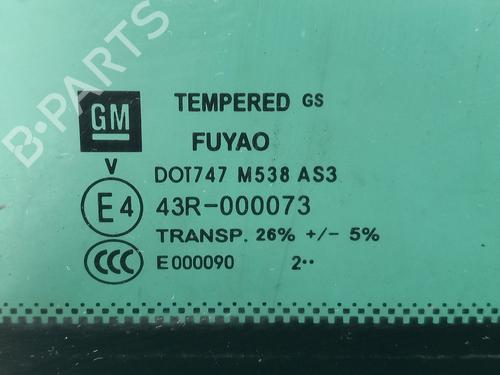 B-PARTS
TEMPERED GS
GM
FUYAO
V
DOT747 M538 AS3
E4 43R-000073
TRANSP. 26% +/- 5%
CCC E000090 2··